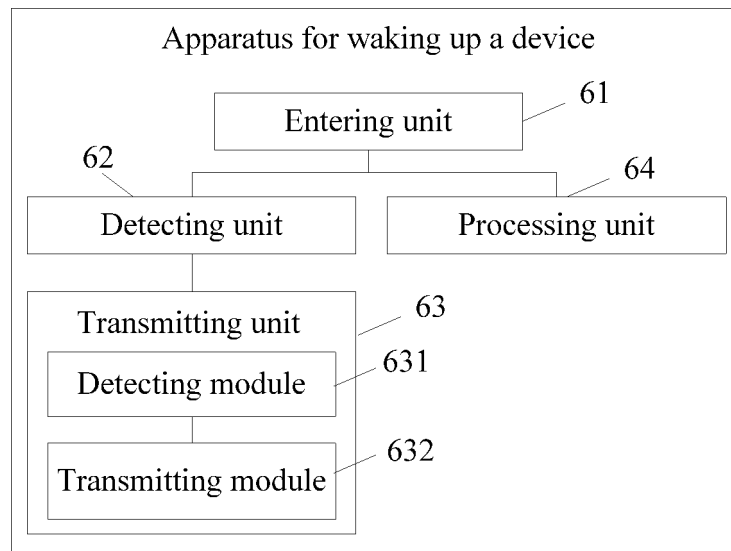 Apparatus for waking up a device
61
Entering unit
62
64
Detecting unit
Processing unit
63
Transmitting unit
631
Detecting module
632
Transmitting module